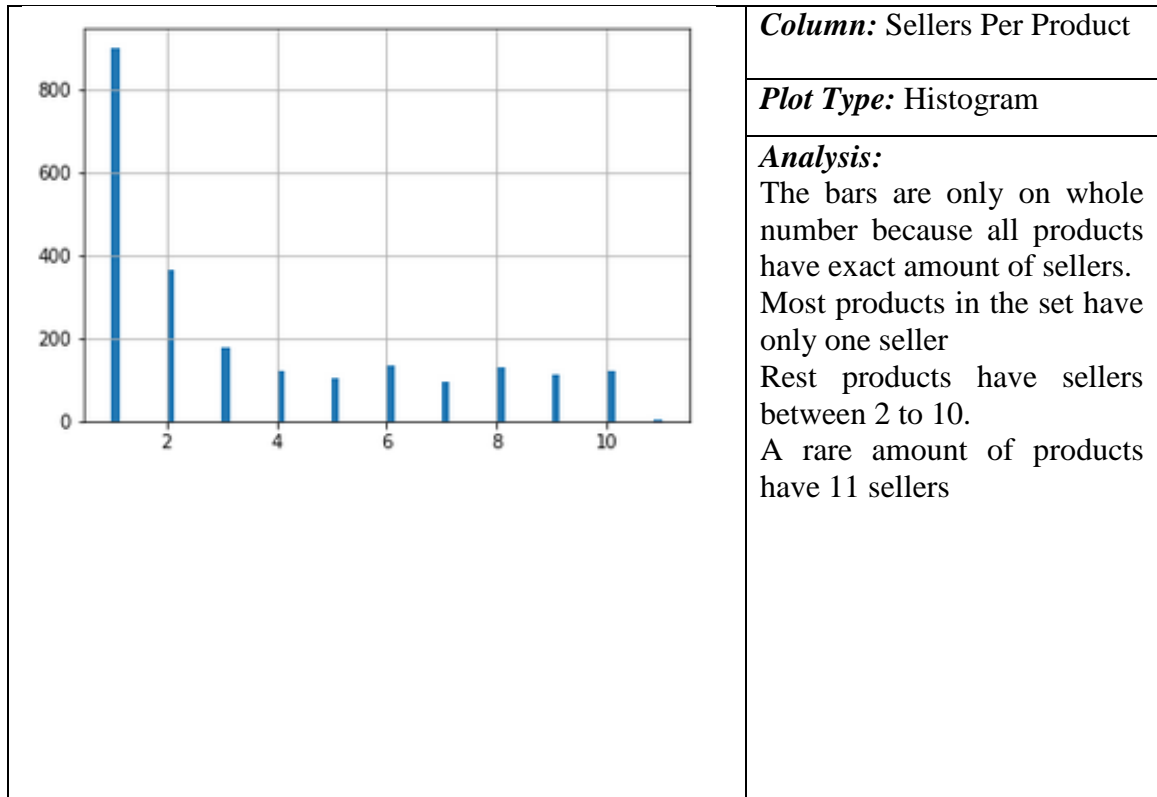 800
600
400
200
0
2 4 6 8 10
Column: Sellers Per Product
Plot Type: Histogram
Analysis:
The bars are only on whole
number because all products
have exact amount of sellers.
Most products in the set have
only one seller
Rest products have sellers
between 2 to 10.
A rare amount of products
have 11 sellers